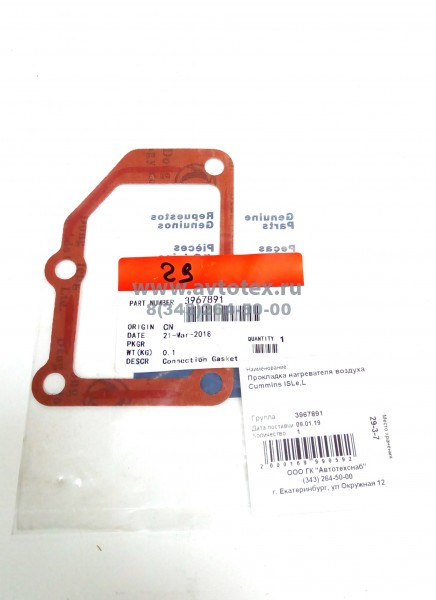 Genuine
Parts
Repuestos
Genuinos
Pièces
Peças
29
www.avtotex.ru
PART NUMBER 3967891
8(343)264-50-00
ORIGIN CN
DATE 21-Mar-2018
PKGR
WT(KG) 0.1
DESCR Connection Gasket
QUANTITY 1
Наименование
Прокладка нагревателя воздуха
Cummins ISLe,L
Группа 3967891
Дата поставки 09.01.19
Количество 1
Место хранения
29-3-7
ООО ГК "Автотехснаб"
(343) 264-50-00
г. Екатеринбург, ул Окружная 12